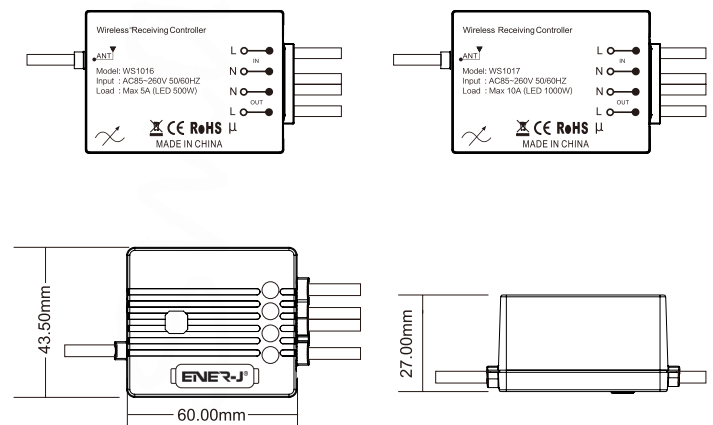 Wireless Receiving Controller
ANT
L
IN
N
N
OUT
L
Model: WS1016
Input : AC85~260V 50/60HZ
Load : Max 5A (LED 500W)
CE RoHS μ
MADE IN CHINA
Wireless Receiving Controller
ANT
L
IN
N
N
OUT
L
Model: WS1017
Input : AC85~260V 50/60HZ
Load : Max 10A (LED 1000W)
CE RoHS μ
MADE IN CHINA
43.50mm
ENER-J®
60.00mm
27.00mm